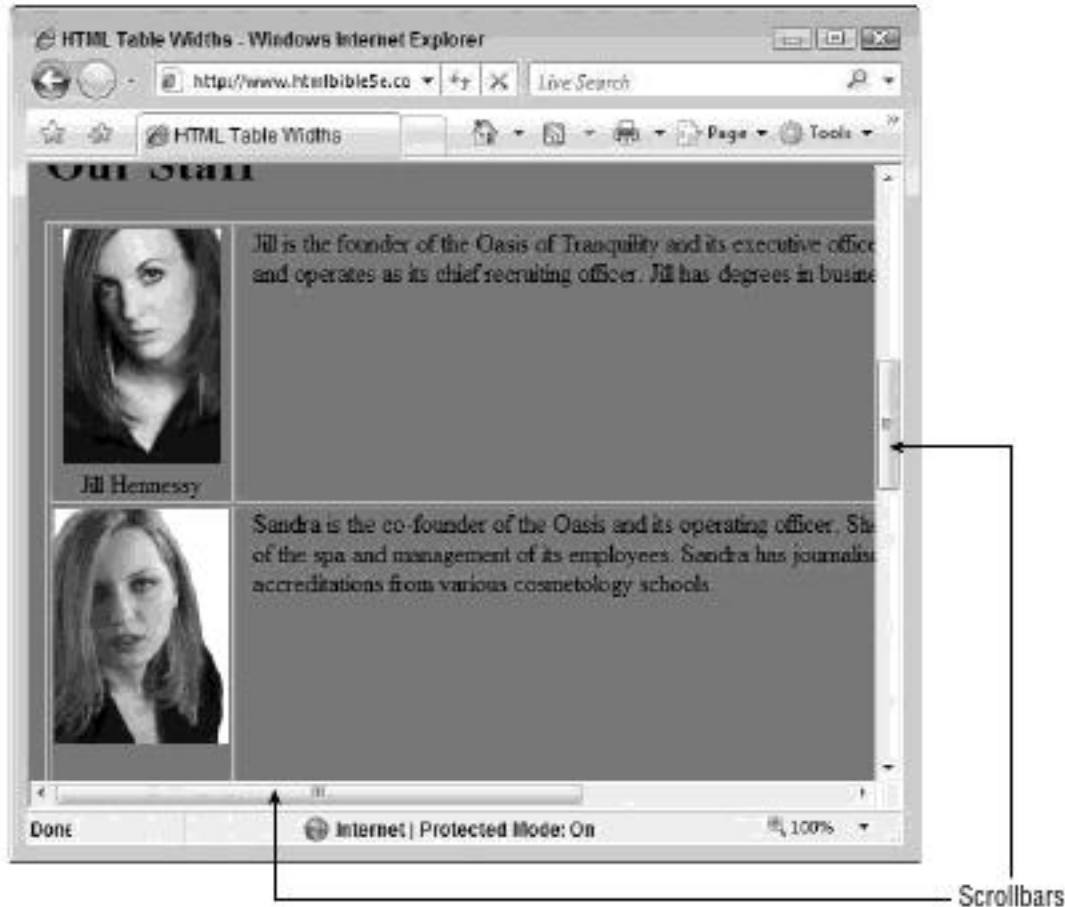 HTML Table Widths - Windows Internet Explorer
http://www.htmlbible5e.co Live Search
HTML Table Widths Page Tools
Our Staff
Jill is the founder of the Oasis of Tranquility and its executive office
and operates as its chief recruiting officer. Jill has degrees in busine
Jill Hennessy
Sandra is the co-founder of the Oasis and its operating officer. She
of the spa and management of its employees. Sandra has journalis
accreditations from various cosmetology schools
Done Internet | Protected Mode: On 100%
Scrollbars